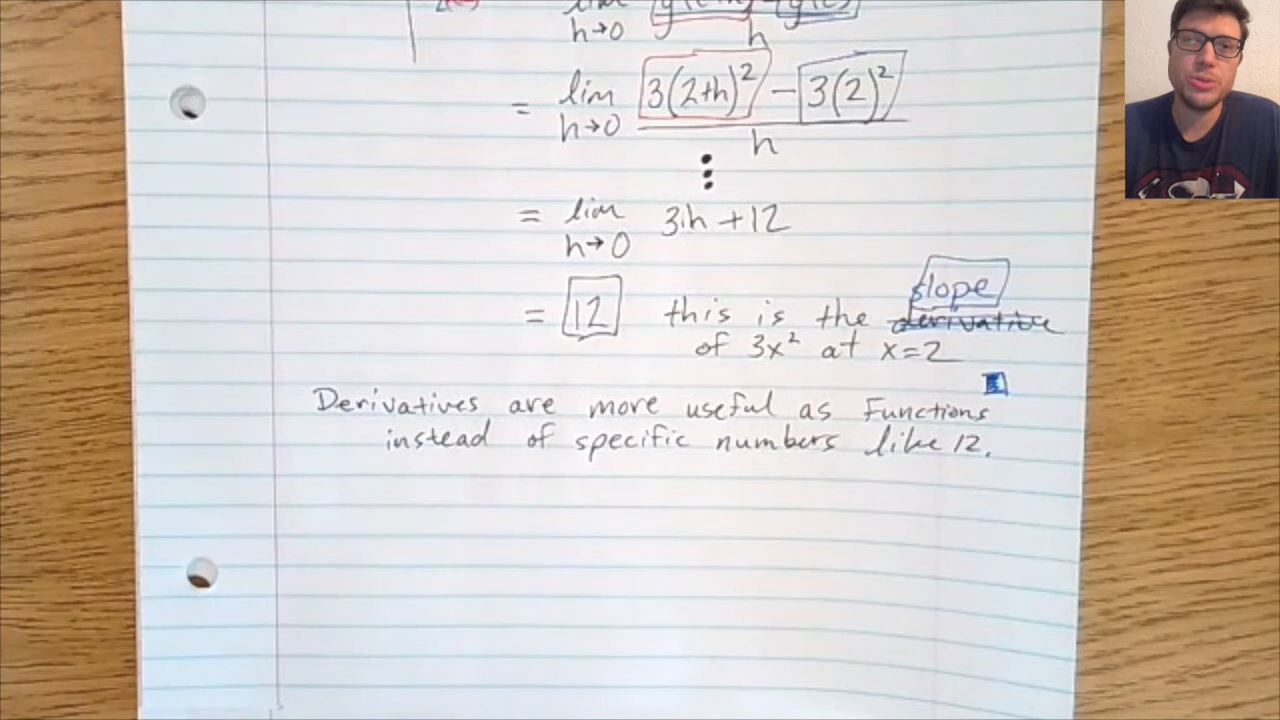 lim
h→0 h
= lim 3(2+h)² − 3(2)²
h→0 h
⋮
= lim 3h + 12
h→0
slope
= 12 this is the derivative
of 3x² at x=2
Derivatives are more useful as Functions
instead of specific numbers like 12.